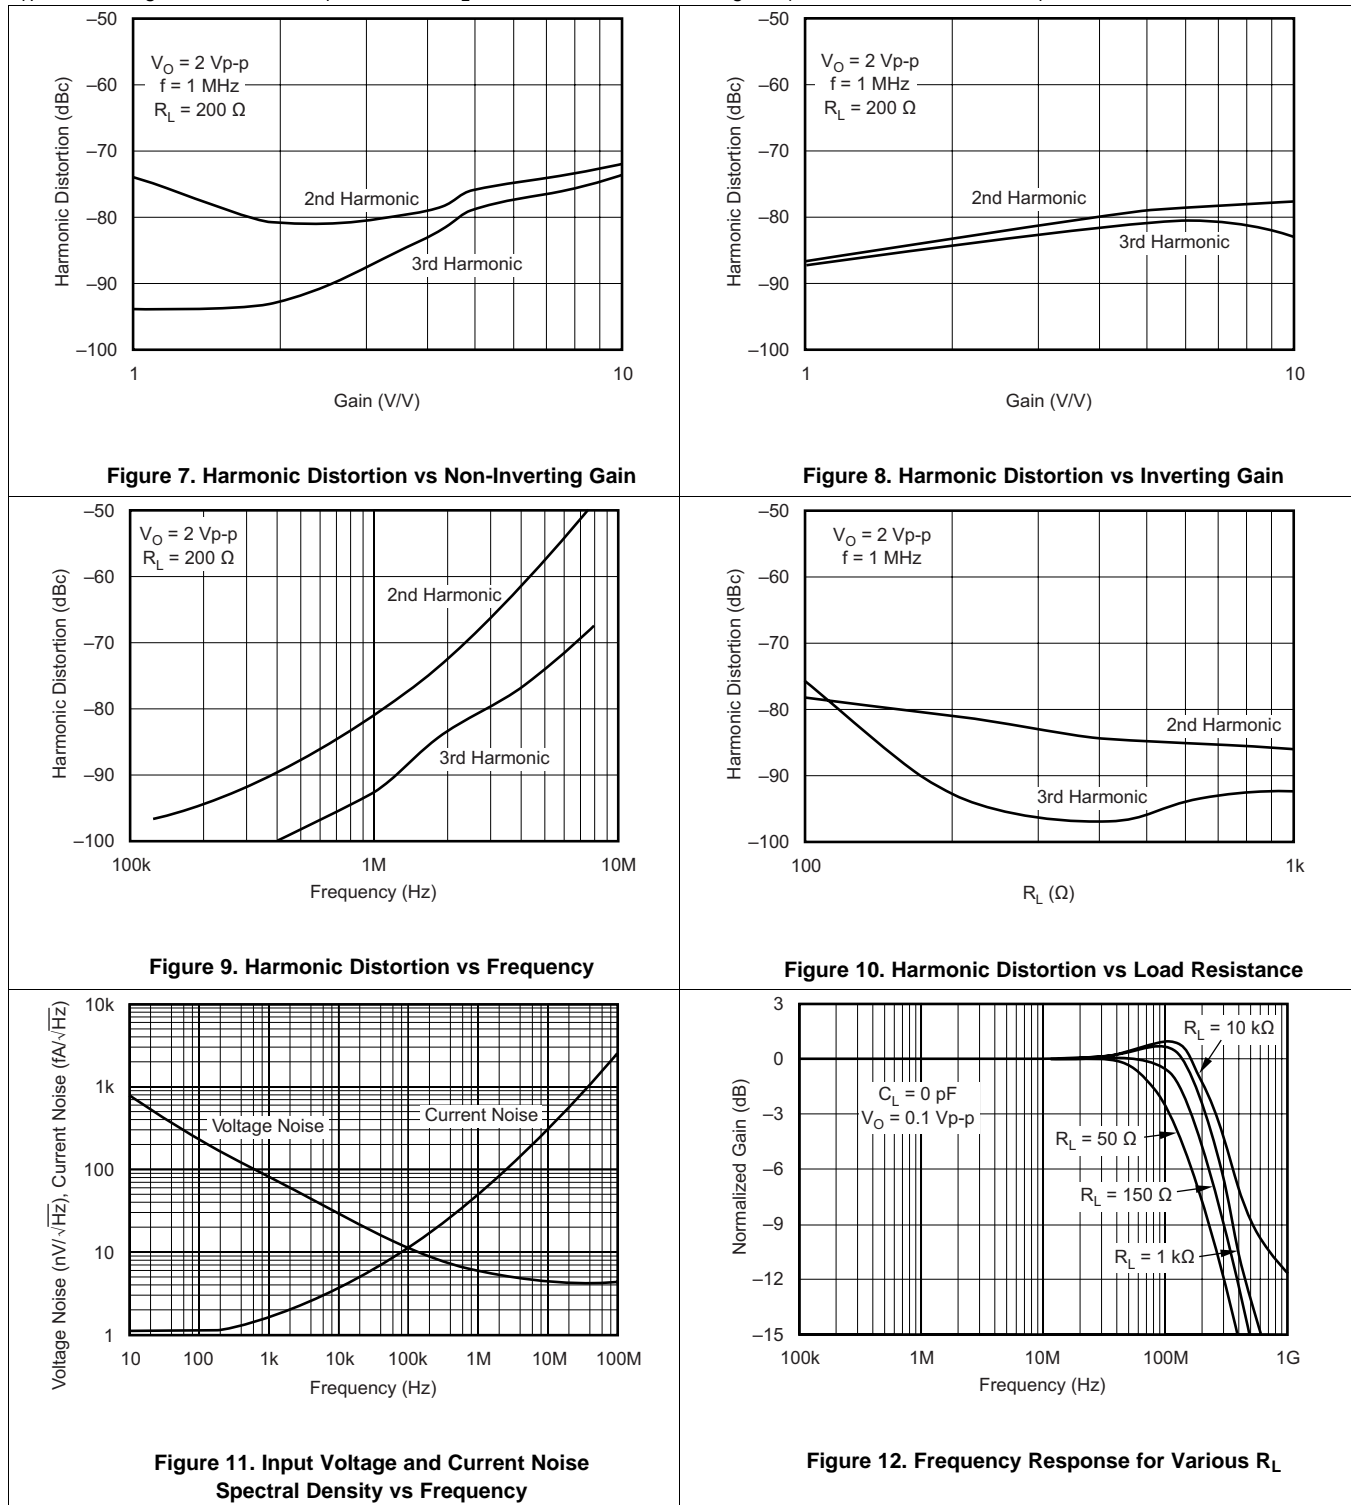 –50
–60
–70
–80
–90
–100
Harmonic Distortion (dBc)
V_O = 2 Vp-p
f = 1 MHz
R_L = 200 Ω
2nd Harmonic
3rd Harmonic
1
10
Gain (V/V)
Figure 7. Harmonic Distortion vs Non-Inverting Gain
–50
–60
–70
–80
–90
–100
Harmonic Distortion (dBc)
V_O = 2 Vp-p
f = 1 MHz
R_L = 200 Ω
2nd Harmonic
3rd Harmonic
1
10
Gain (V/V)
Figure 8. Harmonic Distortion vs Inverting Gain
–50
–60
–70
–80
–90
–100
Harmonic Distortion (dBc)
V_O = 2 Vp-p
R_L = 200 Ω
2nd Harmonic
3rd Harmonic
100k
1M
10M
Frequency (Hz)
Figure 9. Harmonic Distortion vs Frequency
–50
–60
–70
–80
–90
–100
Harmonic Distortion (dBc)
V_O = 2 Vp-p
f = 1 MHz
2nd Harmonic
3rd Harmonic
100
1k
R_L (Ω)
Figure 10. Harmonic Distortion vs Load Resistance
10k
1k
100
10
1
Voltage Noise (nV/√Hz), Current Noise (fA/√Hz)
Voltage Noise
Current Noise
10
100
1k
10k
100k
1M
10M
100M
Frequency (Hz)
Figure 11. Input Voltage and Current Noise
Spectral Density vs Frequency
3
0
–3
–6
–9
–12
–15
Normalized Gain (dB)
C_L = 0 pF
V_O = 0.1 Vp-p
R_L = 10 kΩ
R_L = 50 Ω
R_L = 150 Ω
R_L = 1 kΩ
100k
1M
10M
100M
1G
Frequency (Hz)
Figure 12. Frequency Response for Various R_L